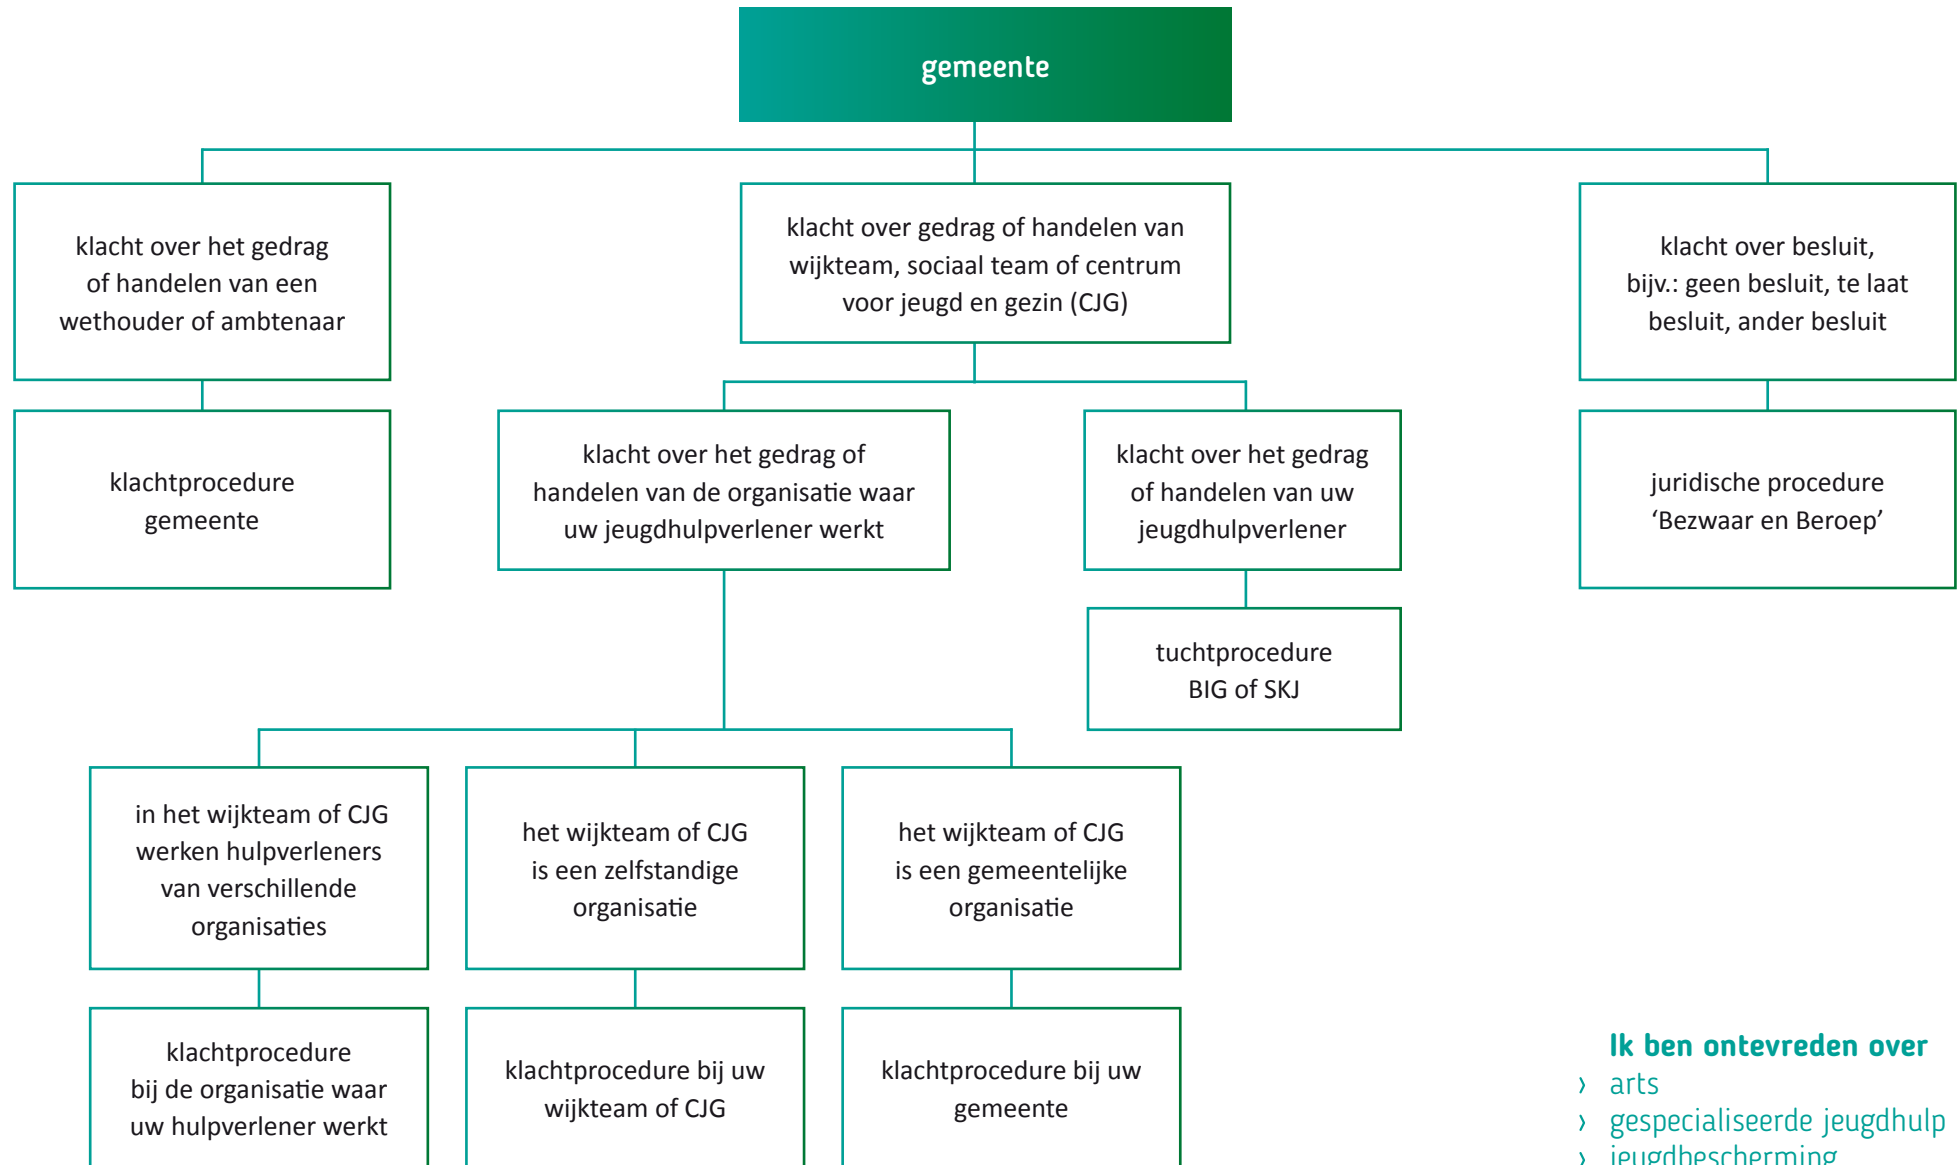 gemeente
klacht over het gedrag
of handelen van een
wethouder of ambtenaar
klacht over gedrag of handelen van
wijkteam, sociaal team of centrum
voor jeugd en gezin (CJG)
klacht over besluit,
bijv.: geen besluit, te laat
besluit, ander besluit
klachtprocedure
gemeente
klacht over het gedrag of
handelen van de organisatie waar
uw jeugdhulpverlener werkt
klacht over het gedrag
of handelen van uw
jeugdhulpverlener
juridische procedure
‘Bezwaar en Beroep’
tuchtprocedure
BIG of SKJ
in het wijkteam of CJG
werken hulpverleners
van verschillende
organisaties
het wijkteam of CJG
is een zelfstandige
organisatie
het wijkteam of CJG
is een gemeentelijke
organisatie
klachtprocedure
bij de organisatie waar
uw hulpverlener werkt
klachtprocedure bij uw
wijkteam of CJG
klachtprocedure bij uw
gemeente
Ik ben ontevreden over
› arts
› gespecialiseerde jeugdhulp
› jeugdbescherming